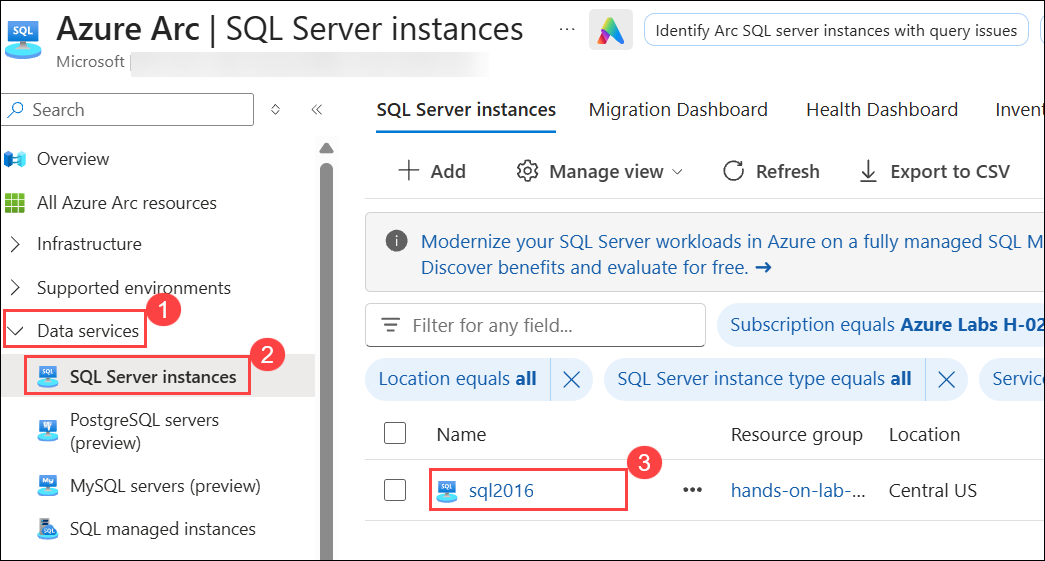 Azure Arc | SQL Server instances
...
Identify Arc SQL server instances with query issues
Microsoft
Search
SQL Server instances
Migration Dashboard
Health Dashboard
Overview
All Azure Arc resources
Infrastructure
Supported environments
1
Data services
2
SQL Server instances
PostgreSQL servers
(preview)
MySQL servers (preview)
SQL managed instances
Add
Manage view
Refresh
Export to CSV
Modernize your SQL Server workloads in Azure on a fully managed SQL M
Discover benefits and evaluate for free. →
Filter for any field...
Subscription equals Azure Labs H-02
Location equals all
SQL Server instance type equals all
Servic
Name
Resource group
Location
3
sql2016
...
hands-on-lab-...
Central US